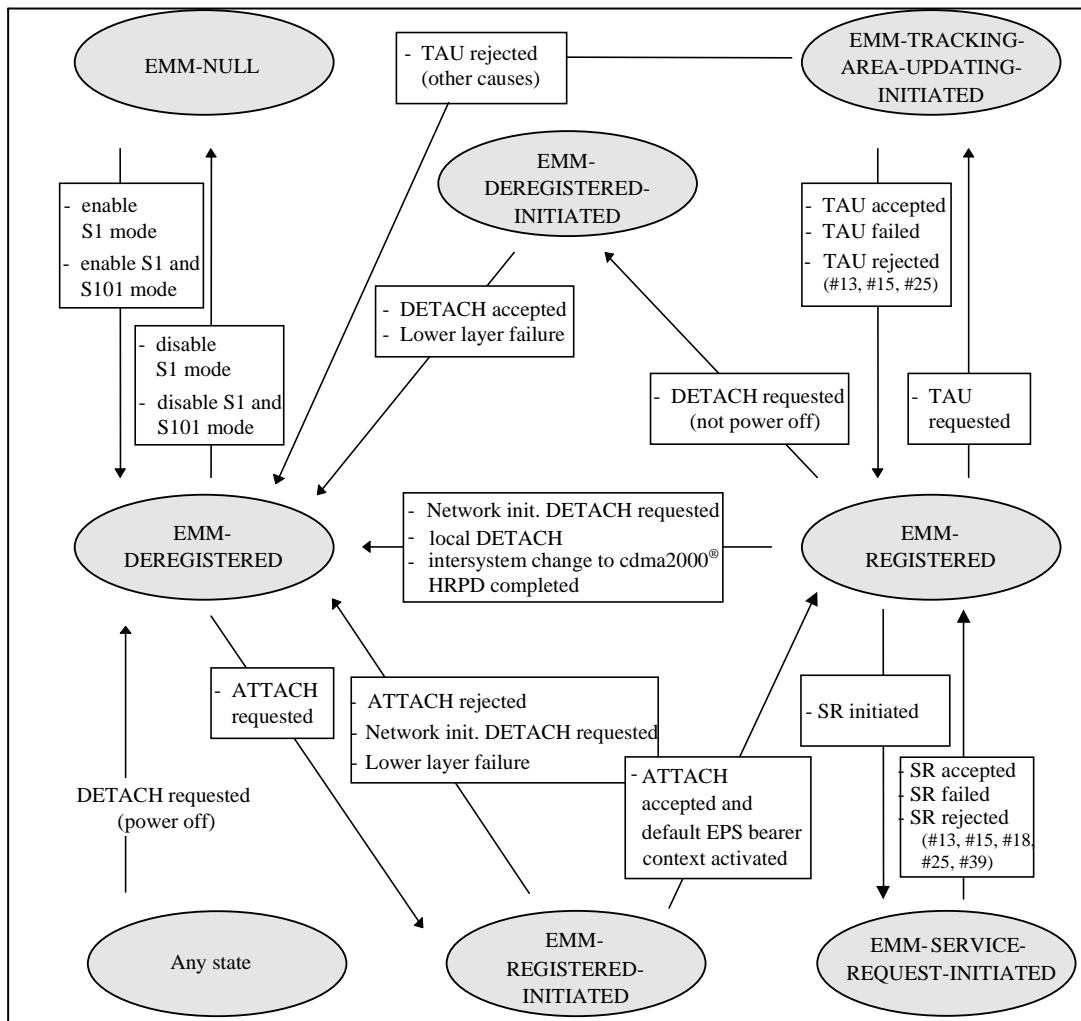 EMM-NULL
- TAU rejected
(other causes)
EMM-TRACKING-
AREA-UPDATING-
INITIATED
EMM-
DEREGISTERED-
INITIATED
- enable
S1 mode
- enable S1 and
S101 mode
- TAU accepted
- TAU failed
- TAU rejected
(#13, #15, #25)
- DETACH accepted
- Lower layer failure
- disable
S1 mode
- disable S1 and
S101 mode
- DETACH requested
(not power off)
- TAU
requested
EMM-
DEREGISTERED
- Network init. DETACH requested
- local DETACH
- intersystem change to cdma2000®
HRPD completed
EMM-
REGISTERED
- ATTACH
requested
- ATTACH rejected
- Network init. DETACH requested
- Lower layer failure
- SR initiated
DETACH requested
(power off)
- ATTACH
accepted and
default EPS bearer
context activated
- SR accepted
- SR failed
- SR rejected
(#13, #15, #18,
#25, #39)
Any state
EMM-
REGISTERED-
INITIATED
EMM-SERVICE-
REQUEST-INITIATED